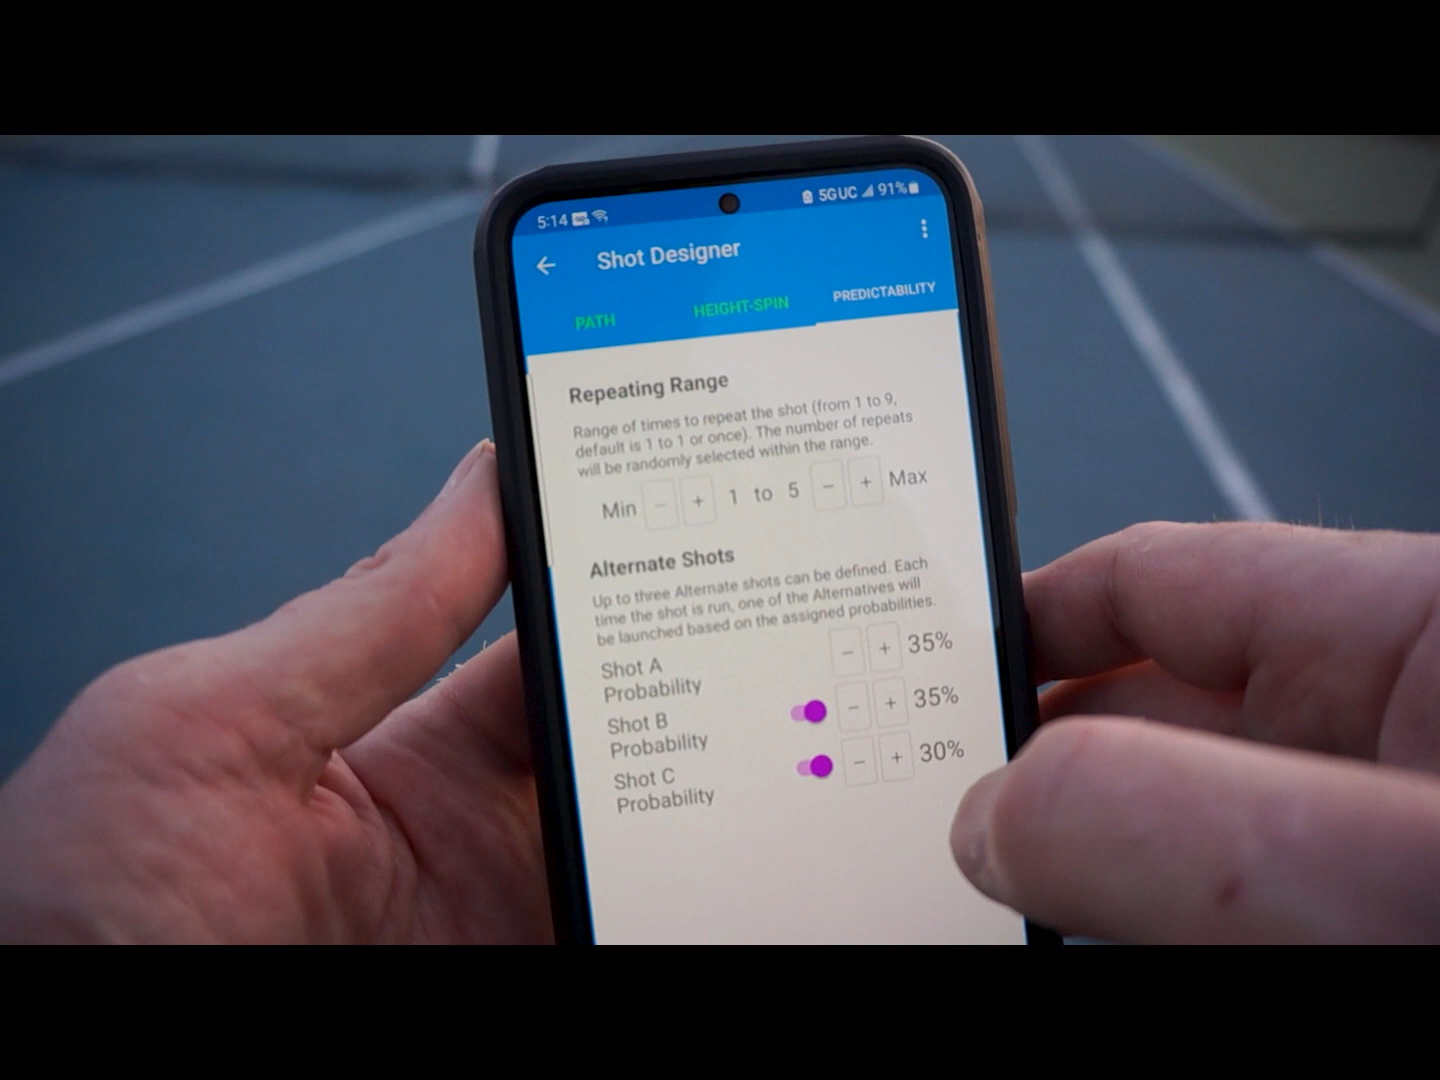 5:14
5G UC 91%
Shot Designer
PATH HEIGHT-SPIN PREDICTABILITY
Repeating Range
Range of times to repeat the shot (from 1 to 9,
default is 1 to 1 or once). The number of repeats
will be randomly selected within the range.
Min − + 1 to 5 − + Max
Alternate Shots
Up to three Alternate shots can be defined. Each
time the shot is run, one of the Alternatives will
be launched based on the assigned probabilities.
Shot A
Probability
− + 35%
Shot B
Probability
− + 35%
Shot C
Probability
− + 30%